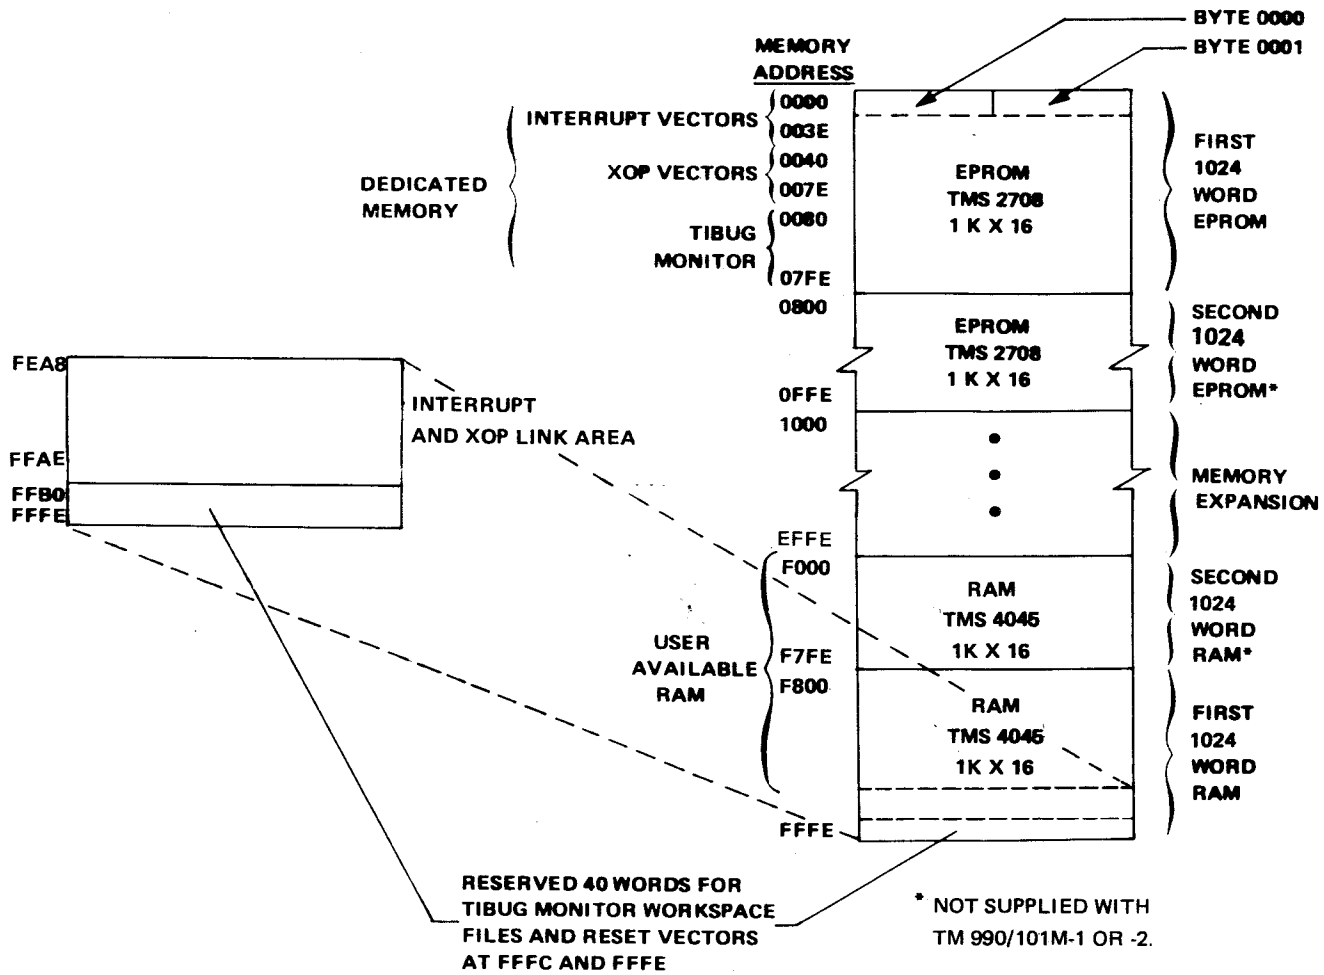 BYTE 0000
BYTE 0001
MEMORY
ADDRESS
0000
INTERRUPT VECTORS
003E
0040
XOP VECTORS
007E
DEDICATED
MEMORY
0080
TIBUG
MONITOR
07FE
0800
EPROM
TMS 2708
1 K X 16
FIRST
1024
WORD
EPROM
EPROM
TMS 2708
1 K X 16
SECOND
1024
WORD
EPROM*
0FFE
1000
FEA8
INTERRUPT
AND XOP LINK AREA
FFAE
FFB0
FFFE
MEMORY
EXPANSION
EFFE
F000
RAM
TMS 4045
1K X 16
SECOND
1024
WORD
RAM*
USER
AVAILABLE
RAM
F7FE
F800
RAM
TMS 4045
1K X 16
FIRST
1024
WORD
RAM
FFFE
RESERVED 40 WORDS FOR
TIBUG MONITOR WORKSPACE
FILES AND RESET VECTORS
AT FFFC AND FFFE
* NOT SUPPLIED WITH
TM 990/101M-1 OR -2.